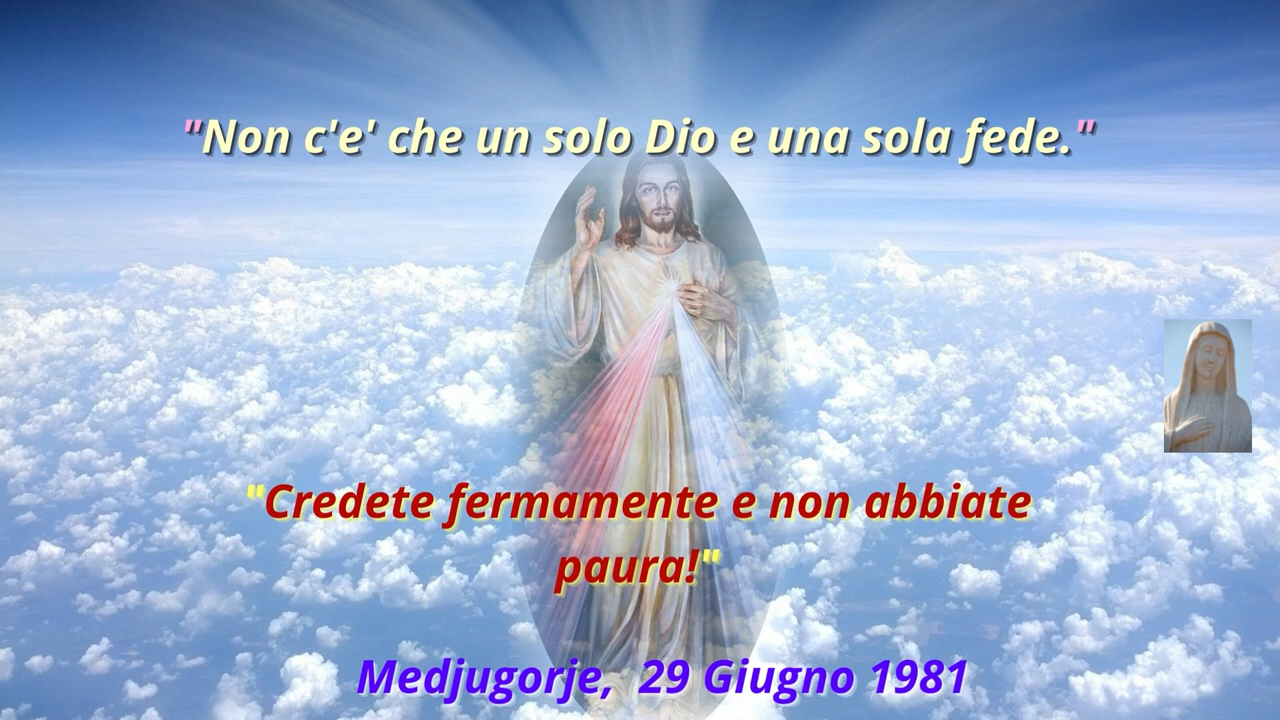 "Non c'e' che un solo Dio e una sola fede."
"Credete fermamente e non abbiate
paura!"
Medjugorje, 29 Giugno 1981